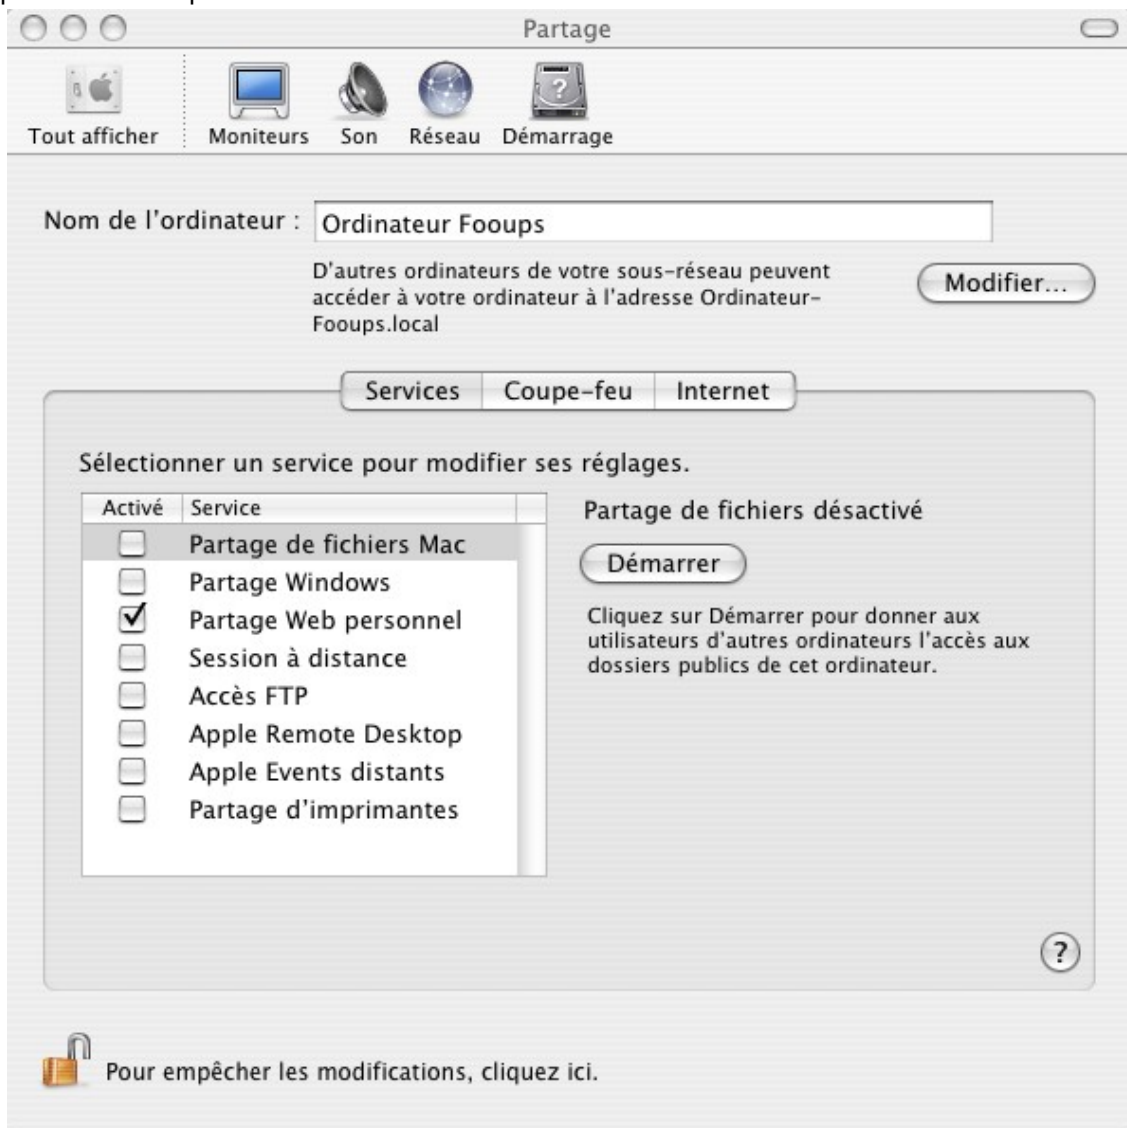 Partage
Tout afficher
Moniteurs
Son
Réseau
Démarrage
Nom de l'ordinateur :
Ordinateur Fooups
D'autres ordinateurs de votre sous-réseau peuvent
accéder à votre ordinateur à l'adresse Ordinateur-
Fooups.local
Modifier...
Services
Coupe-feu
Internet
Sélectionner un service pour modifier ses réglages.
Activé
Service
Partage de fichiers Mac
Partage Windows
Partage Web personnel
Session à distance
Accès FTP
Apple Remote Desktop
Apple Events distants
Partage d'imprimantes
Partage de fichiers désactivé
Démarrer
Cliquez sur Démarrer pour donner aux
utilisateurs d'autres ordinateurs l'accès aux
dossiers publics de cet ordinateur.
?
Pour empêcher les modifications, cliquez ici.